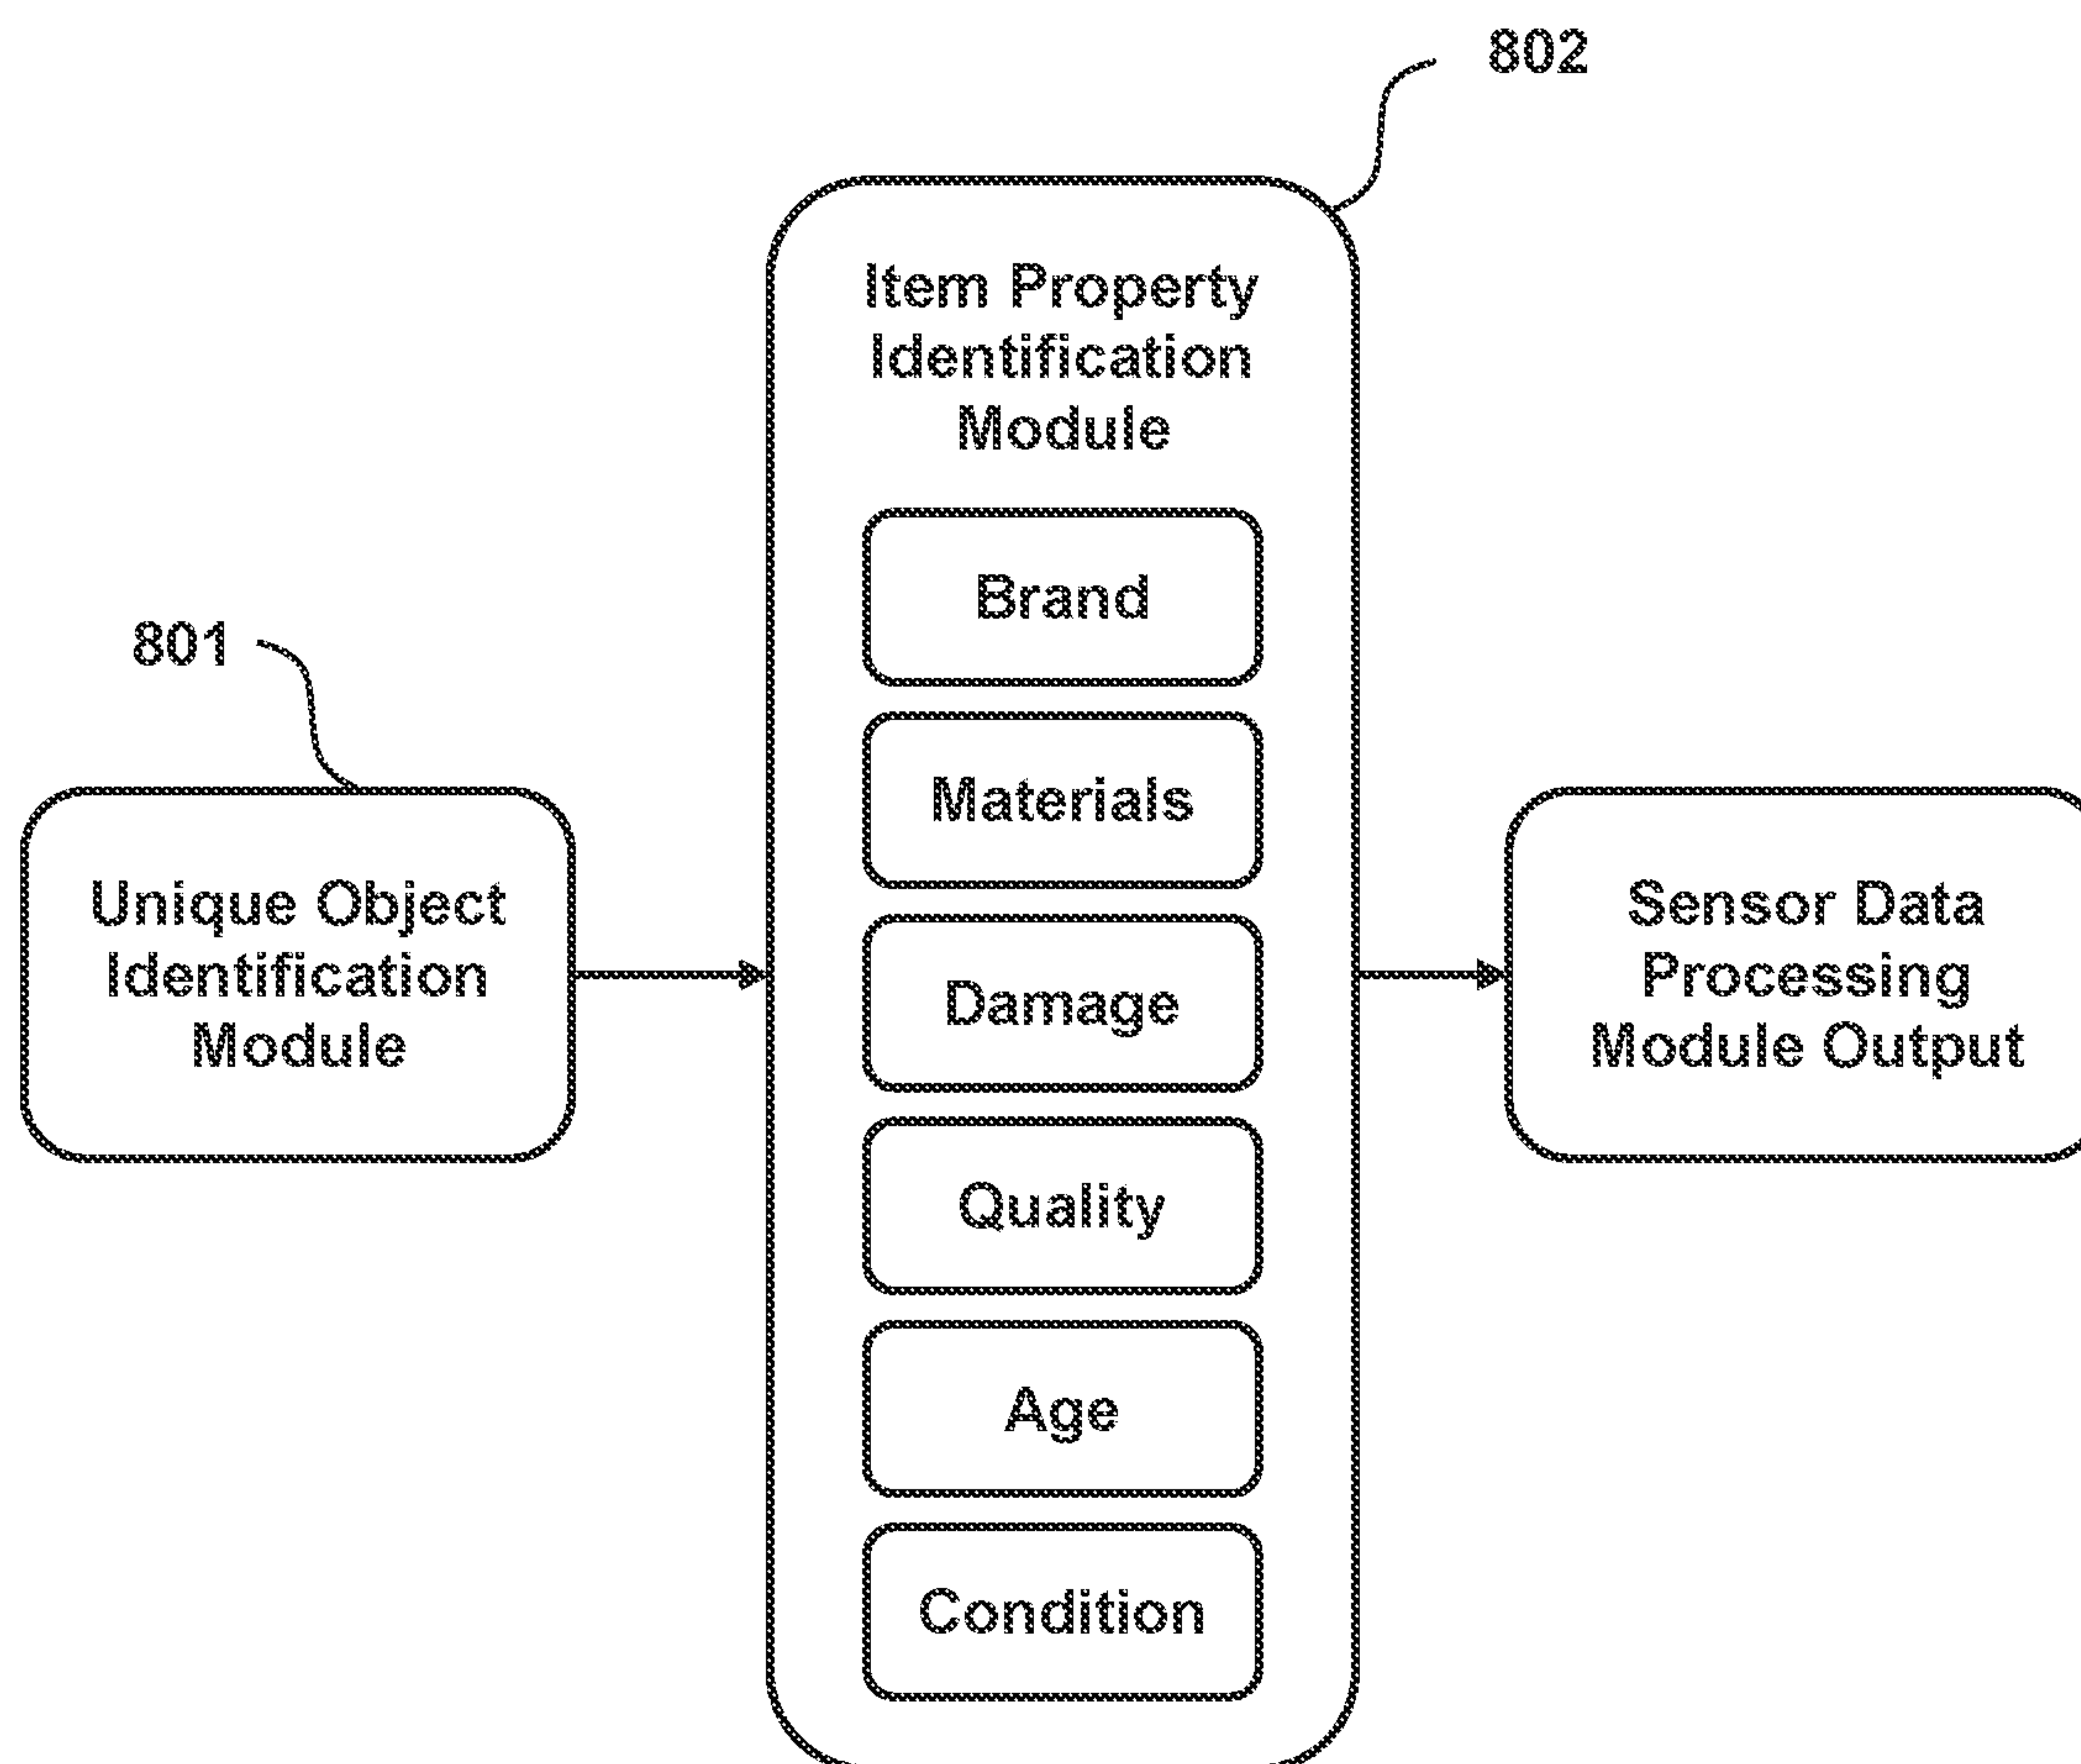 802
Item Property
Identification
Module
Brand
801
Materials
Unique Object
Identification
Module
Damage
Sensor Data
Processing
Module Output
Quality
Age
Condition